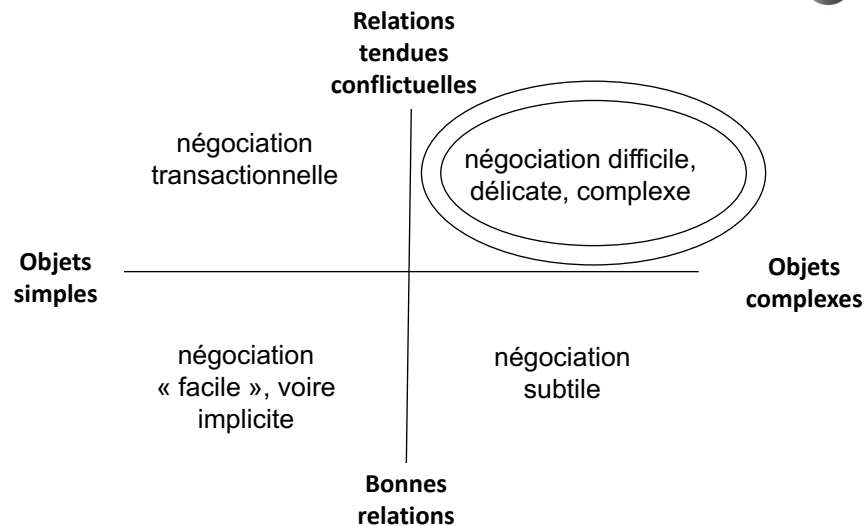 Relations
tendues
conflictuelles
négociation
transactionnelle
négociation difficile,
délicate, complexe
Objets
simples
Objets
complexes
négociation
« facile », voire
implicite
négociation
subtile
Bonnes
relations